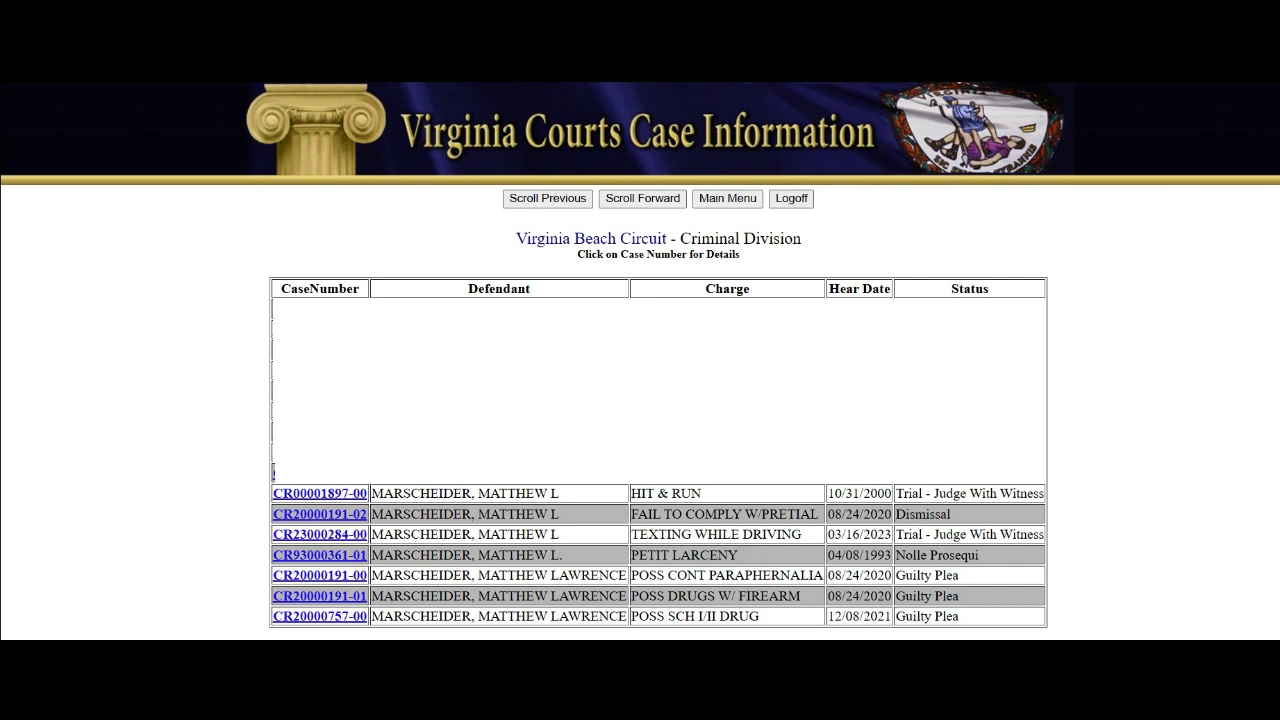 Virginia Courts Case Information
Scroll Previous Scroll Forward Main Menu Logoff
Virginia Beach Circuit - Criminal Division
Click on Case Number for Details
CaseNumber Defendant Charge Hear Date Status
CR00001897-00 MARSCHEIDER, MATTHEW L HIT & RUN 10/31/2000 Trial - Judge With Witness
CR20000191-02 MARSCHEIDER, MATTHEW L FAIL TO COMPLY W/PRETIAL 08/24/2020 Dismissal
CR23000284-00 MARSCHEIDER, MATTHEW L TEXTING WHILE DRIVING 03/16/2023 Trial - Judge With Witness
CR93000361-01 MARSCHEIDER, MATTHEW L. PETIT LARCENY 04/08/1993 Nolle Prosequi
CR20000191-00 MARSCHEIDER, MATTHEW LAWRENCE POSS CONT PARAPHERNALIA 08/24/2020 Guilty Plea
CR20000191-01 MARSCHEIDER, MATTHEW LAWRENCE POSS DRUGS W/ FIREARM 08/24/2020 Guilty Plea
CR20000757-00 MARSCHEIDER, MATTHEW LAWRENCE POSS SCH I/II DRUG 12/08/2021 Guilty Plea